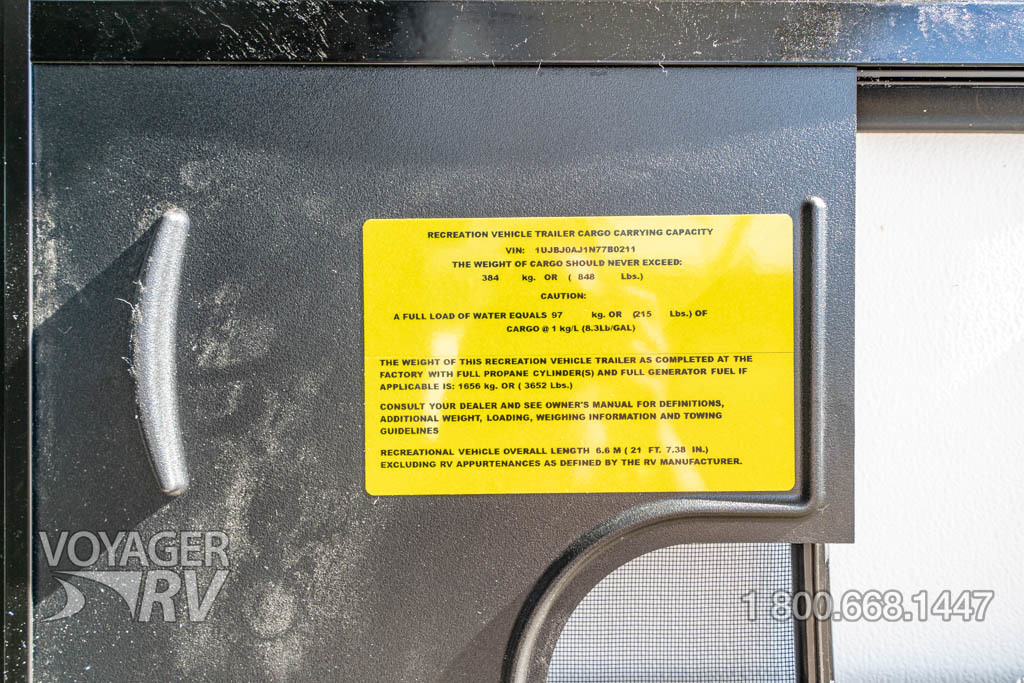 RECREATION VEHICLE TRAILER CARGO CARRYING CAPACITY
VIN: 1UJBJ0AJ1N77B0211
THE WEIGHT OF CARGO SHOULD NEVER EXCEED:
384 kg. OR ( 848 Lbs.)
CAUTION:
A FULL LOAD OF WATER EQUALS 97 kg. OR (215 Lbs.) OF
CARGO @ 1 kg/L (8.3Lb/GAL)
THE WEIGHT OF THIS RECREATION VEHICLE TRAILER AS COMPLETED AT THE
FACTORY WITH FULL PROPANE CYLINDER(S) AND FULL GENERATOR FUEL IF
APPLICABLE IS: 1656 kg. OR ( 3652 Lbs.)
CONSULT YOUR DEALER AND SEE OWNER'S MANUAL FOR DEFINITIONS,
ADDITIONAL WEIGHT, LOADING, WEIGHING INFORMATION AND TOWING
GUIDELINES
RECREATIONAL VEHICLE OVERALL LENGTH 6.6 M ( 21 FT. 7.38 IN.)
EXCLUDING RV APPURTENANCES AS DEFINED BY THE RV MANUFACTURER.
VOYAGER
RV
1.800.668.1447